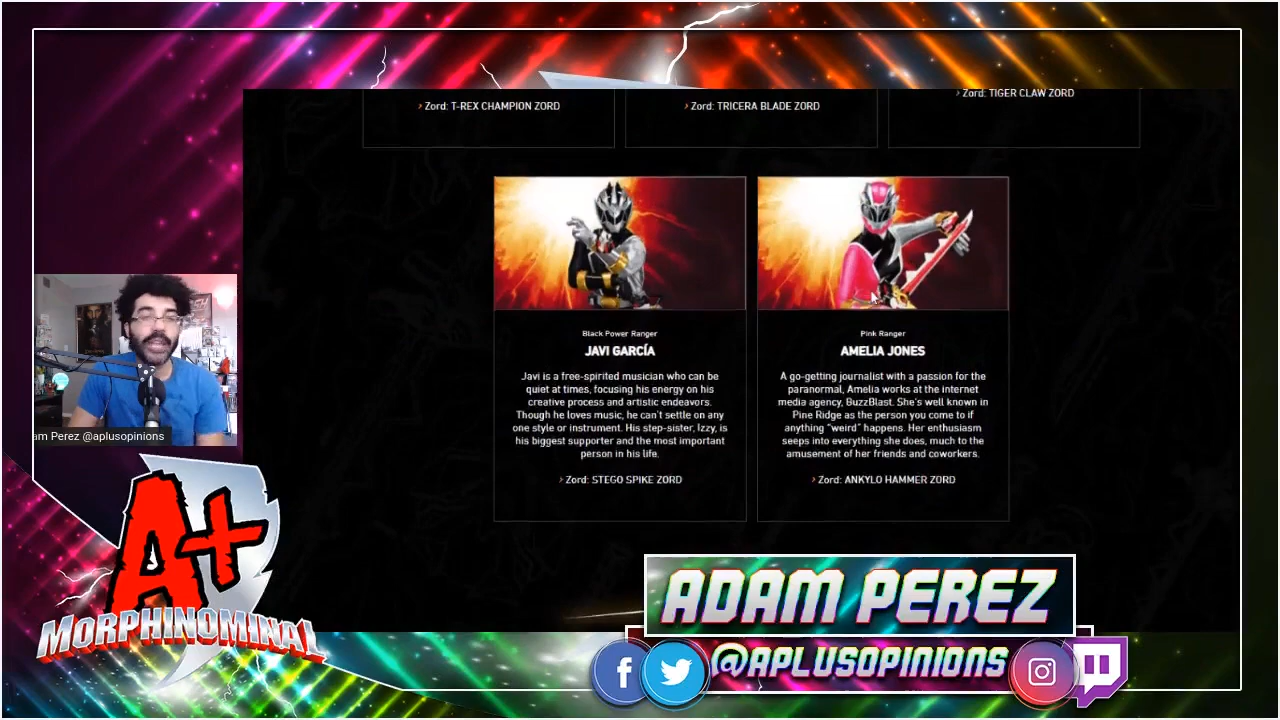 › Zord: T-REX CHAMPION ZORD
› Zord: TRICERA BLADE ZORD
› Zord: TIGER CLAW ZORD
Black Power Ranger
JAVI GARCÍA
Javi is a free-spirited musician who can be
quiet at times, focusing his energy on his
creative process and artistic endeavors.
Though he loves music, he can't settle on any
one style or instrument. His step-sister, Izzy, is
his biggest supporter and the most important
person in his life.
› Zord: STEGO SPIKE ZORD
Pink Ranger
AMELIA JONES
A go-getting journalist with a passion for the
paranormal, Amelia works at the internet
media agency, BuzzBlast. She's well known in
Pine Ridge as the person you come to if
anything "weird" happens. Her enthusiasm
seeps into everything she does, much to the
amusement of her friends and coworkers.
› Zord: ANKYLO HAMMER ZORD
am Perez @aplusopinions
A+
MORPHINOMINAL
ADAM PEREZ
@APLUSOPINIONS